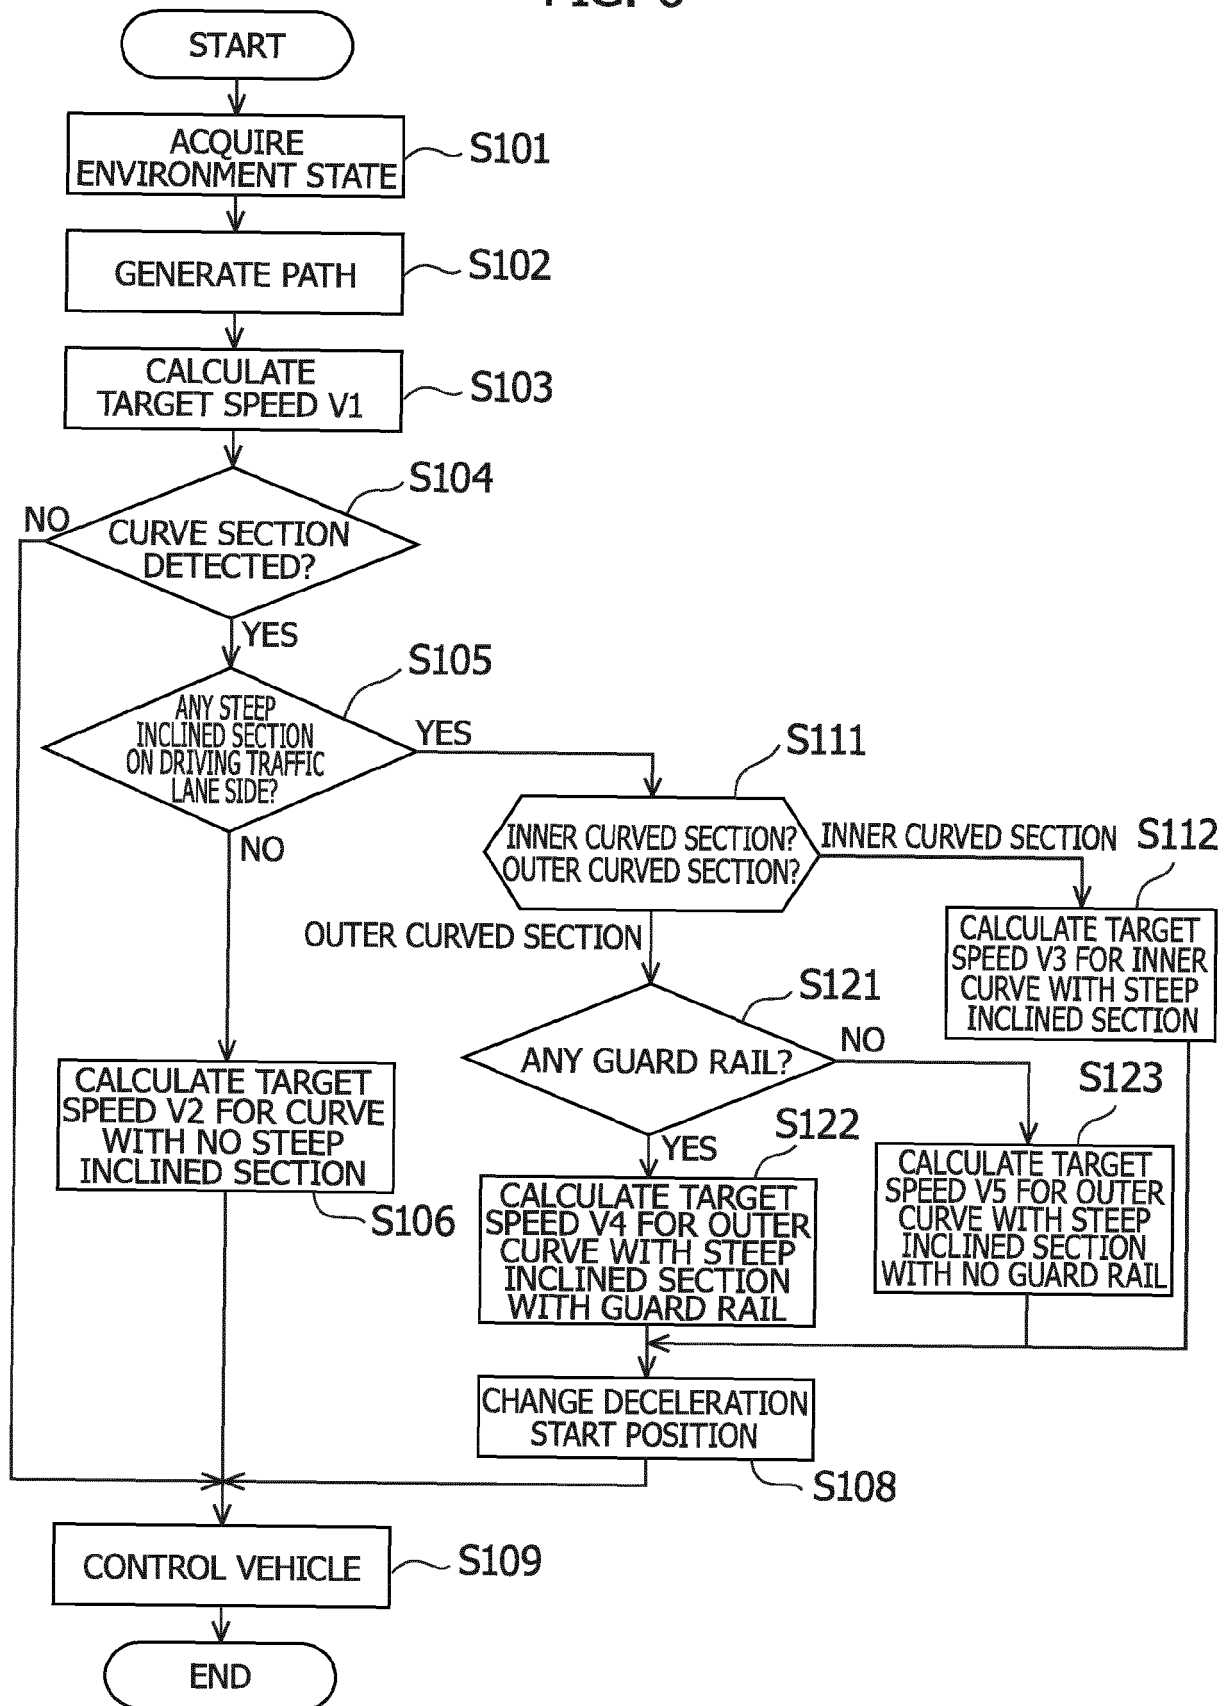 START
ACQUIRE
ENVIRONMENT STATE
S101
GENERATE PATH
S102
CALCULATE
TARGET SPEED V1
S103
S104
NO
CURVE SECTION
DETECTED?
YES
S105
ANY STEEP
INCLINED SECTION
ON DRIVING TRAFFIC
LANE SIDE?
YES
NO
S111
INNER CURVED SECTION?
OUTER CURVED SECTION?
INNER CURVED SECTION
S112
CALCULATE TARGET
SPEED V3 FOR INNER
CURVE WITH STEEP
INCLINED SECTION
OUTER CURVED SECTION
S121
ANY GUARD RAIL?
NO
YES
S123
CALCULATE TARGET
SPEED V5 FOR OUTER
CURVE WITH STEEP
INCLINED SECTION
WITH NO GUARD RAIL
S122
CALCULATE TARGET
SPEED V4 FOR OUTER
CURVE WITH STEEP
INCLINED SECTION
WITH GUARD RAIL
CALCULATE TARGET
SPEED V2 FOR CURVE
WITH NO STEEP
INCLINED SECTION
S106
CHANGE DECELERATION
START POSITION
S108
CONTROL VEHICLE
S109
END